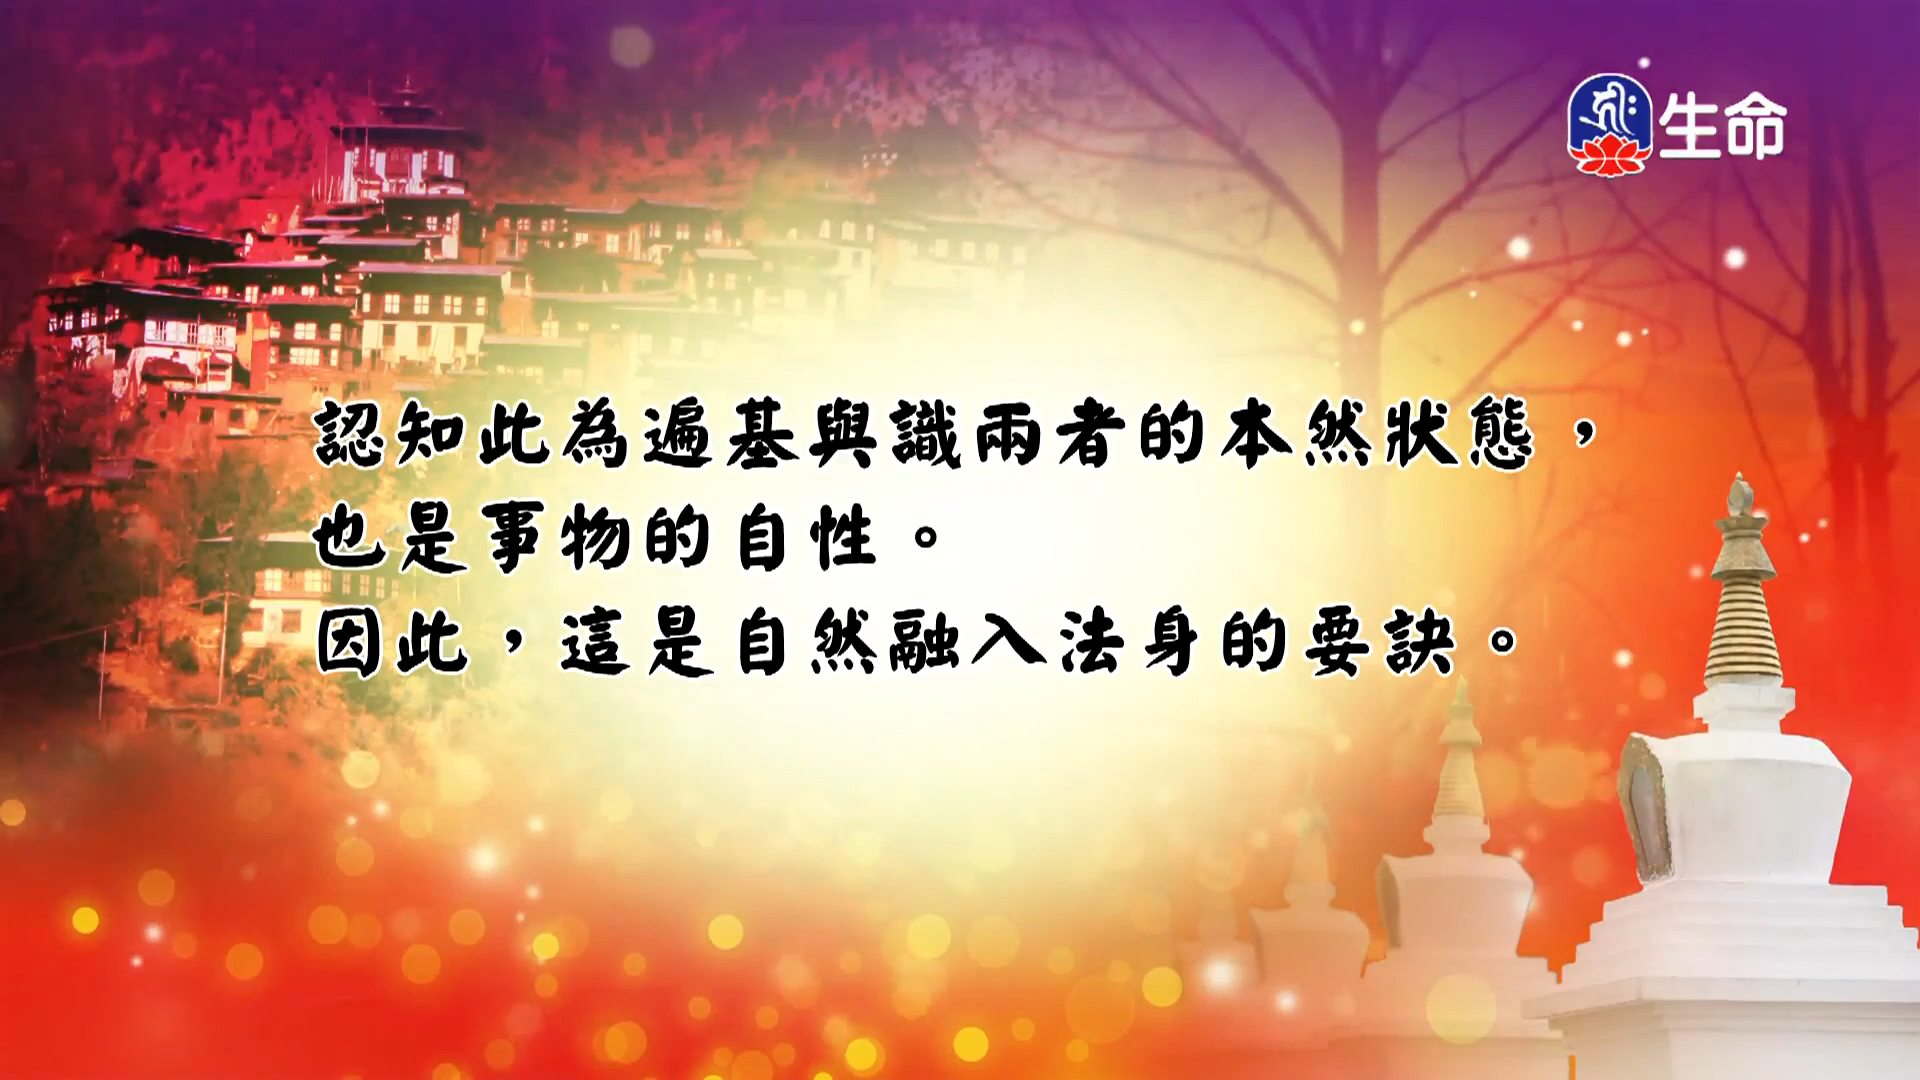 生命
認知此為遍基與識兩者的本然狀態，
也是事物的自性。
因此，這是自然融入法身的要訣。